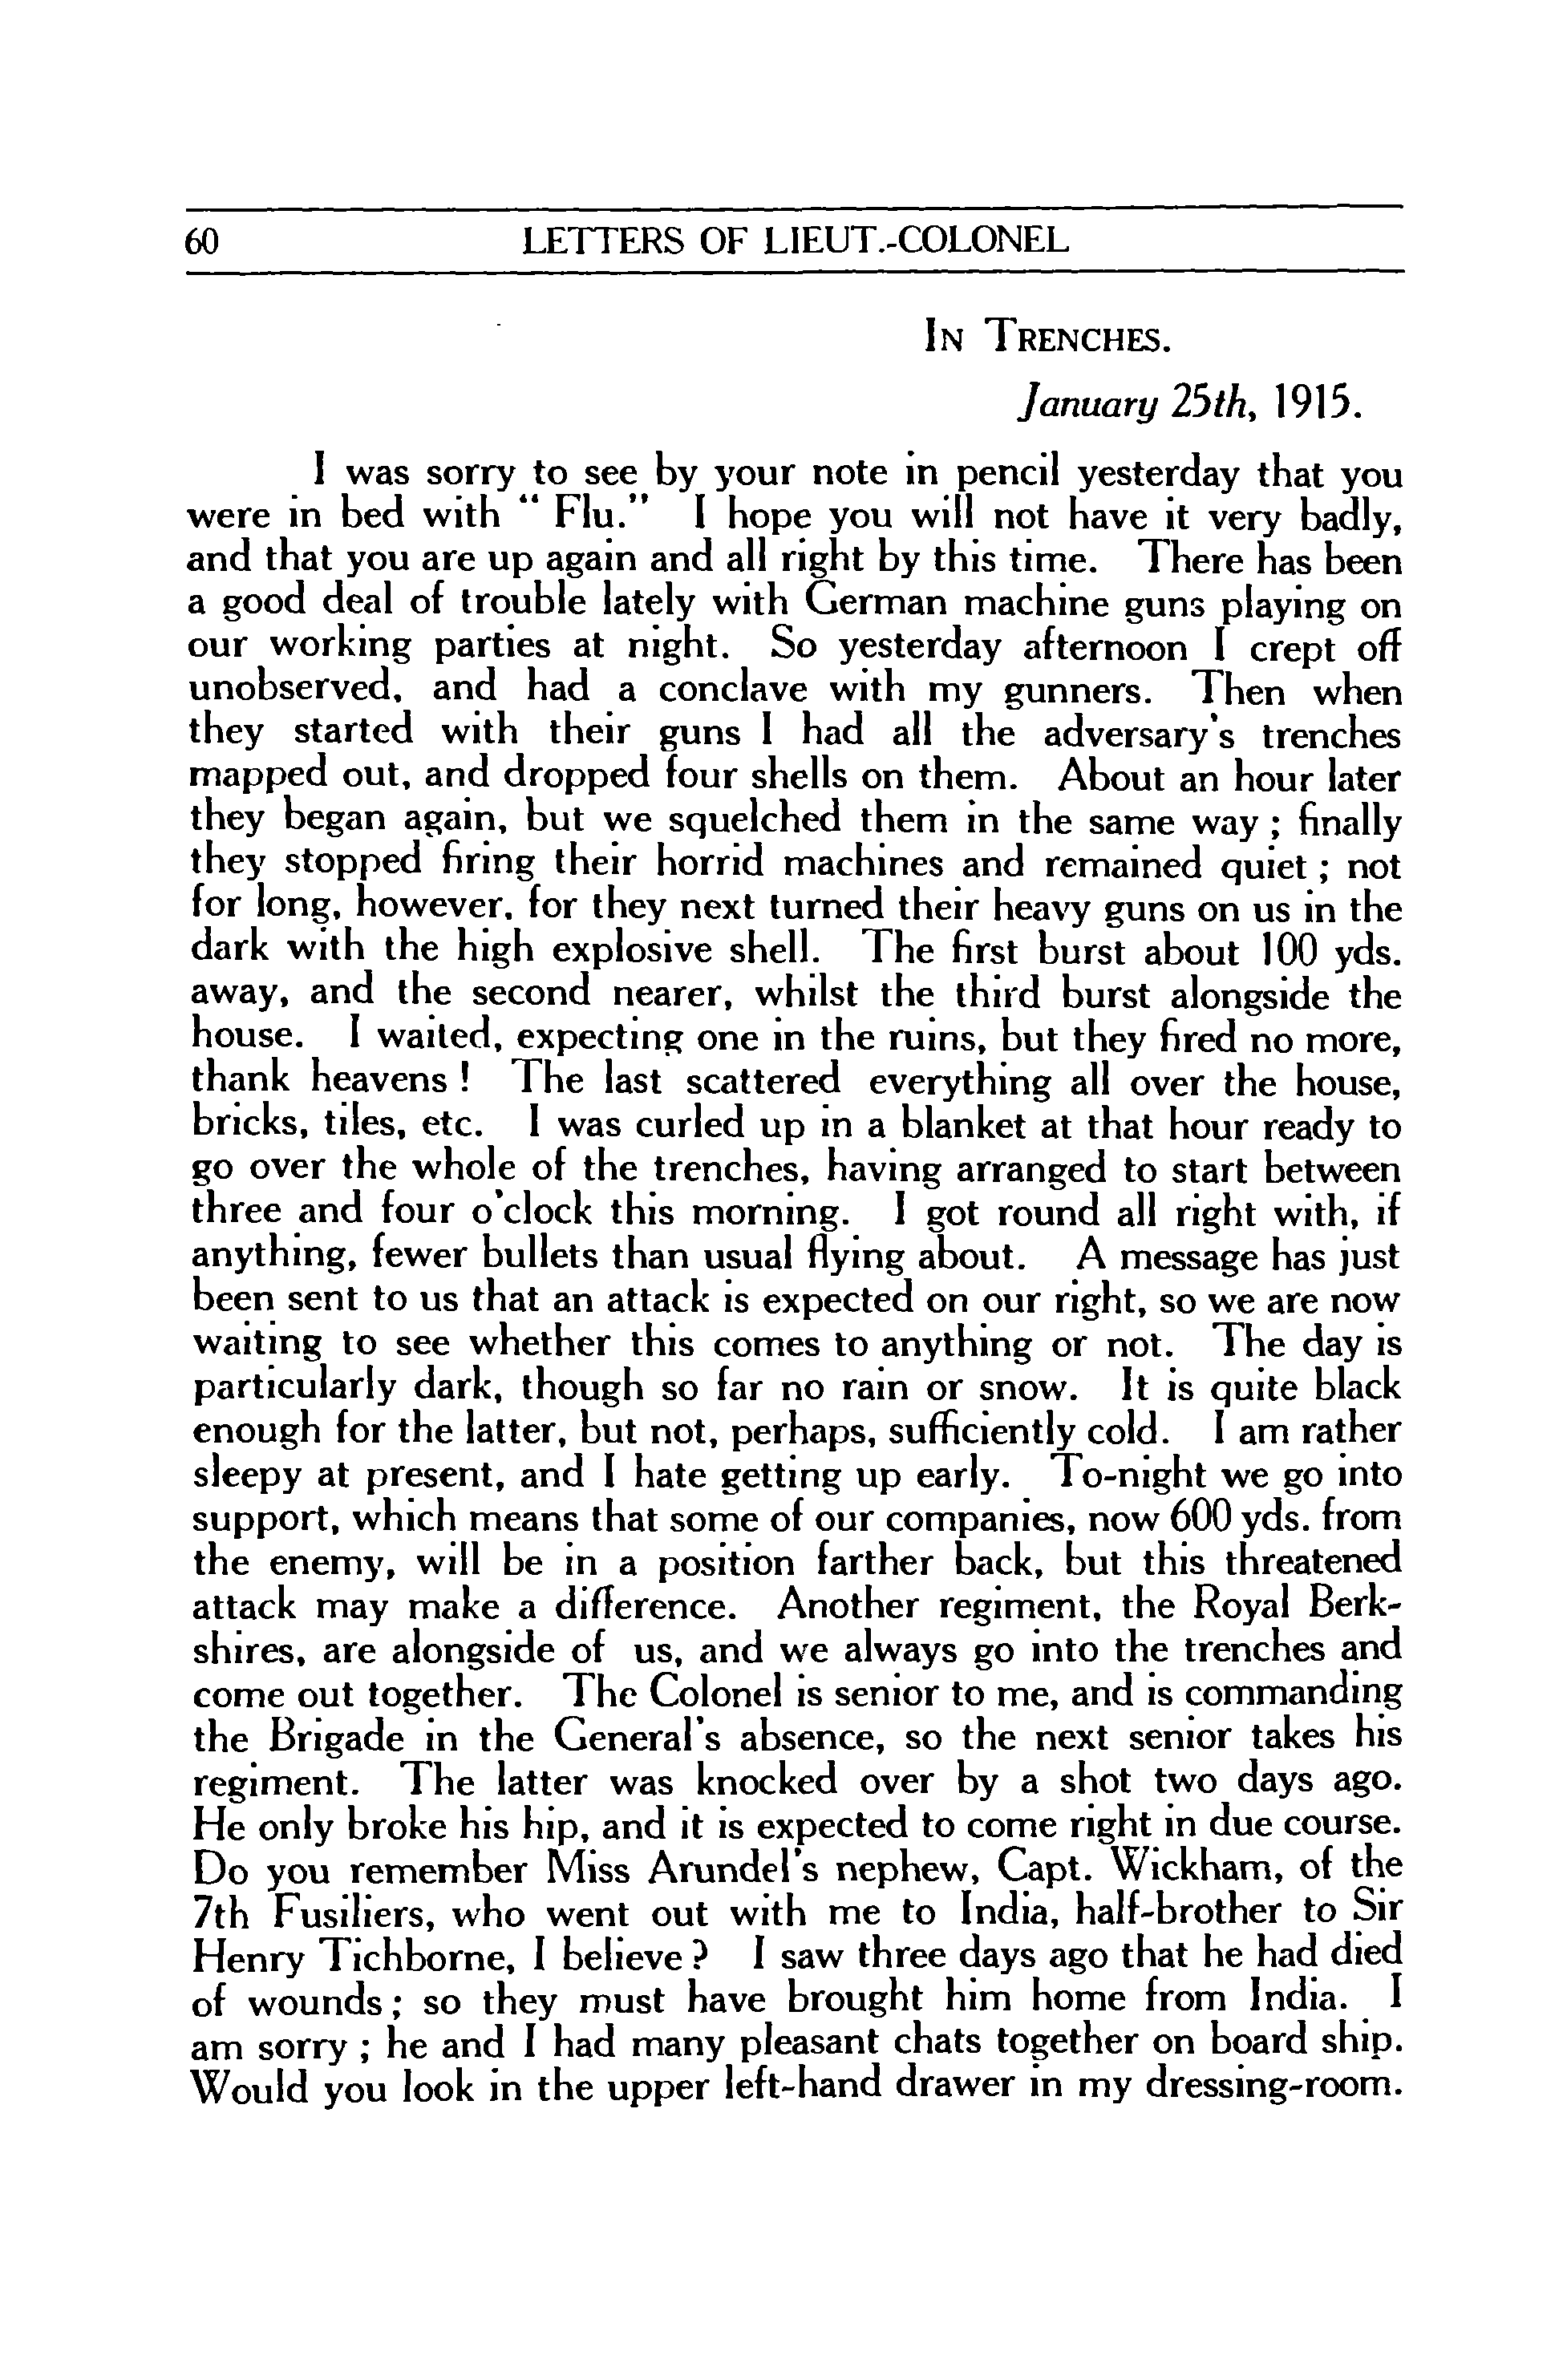 60 LETTERS OF LIEUT.-COLONEL
IN TRENCHES.
January 25th, 1915.
I was sorry to see by your note in pencil yesterday that you
were in bed with “ Flu.” I hope you will not have it very badly,
and that you are up again and all right by this time. There has been
a good deal of trouble lately with German machine guns playing on
our working parties at night. So yesterday afternoon I crept off
unobserved, and had a conclave with my gunners. Then when
they started with their guns I had all the adversary's trenches
mapped out, and dropped four shells on them. About an hour later
they began again, but we squelched them in the same way ; finally
they stopped firing their horrid machines and remained quiet ; not
for long, however, for they next turned their heavy guns on us in the
dark with the high explosive shell. The first burst about 100 yds.
away, and the second nearer, whilst the third burst alongside the
house. I waited, expecting one in the ruins, but they fired no more,
thank heavens ! The last scattered everything all over the house,
bricks, tiles, etc. I was curled up in a blanket at that hour ready to
go over the whole of the trenches, having arranged to start between
three and four o'clock this morning. I got round all right with, if
anything, fewer bullets than usual flying about. A message has just
been sent to us that an attack is expected on our right, so we are now
waiting to see whether this comes to anything or not. The day is
particularly dark, though so far no rain or snow. It is quite black
enough for the latter, but not, perhaps, sufficiently cold. I am rather
sleepy at present, and I hate getting up early. To-night we go into
support, which means that some of our companies, now 600 yds. from
the enemy, will be in a position farther back, but this threatened
attack may make a difference. Another regiment, the Royal Berk-
shires, are alongside of us, and we always go into the trenches and
come out together. The Colonel is senior to me, and is commanding
the Brigade in the General's absence, so the next senior takes his
regiment. The latter was knocked over by a shot two days ago.
He only broke his hip, and it is expected to come right in due course.
Do you remember Miss Arundel's nephew, Capt. Wickham, of the
7th Fusiliers, who went out with me to India, half-brother to Sir
Henry Tichborne, I believe ? I saw three days ago that he had died
of wounds ; so they must have brought him home from India. I
am sorry ; he and I had many pleasant chats together on board ship.
Would you look in the upper left-hand drawer in my dressing-room.